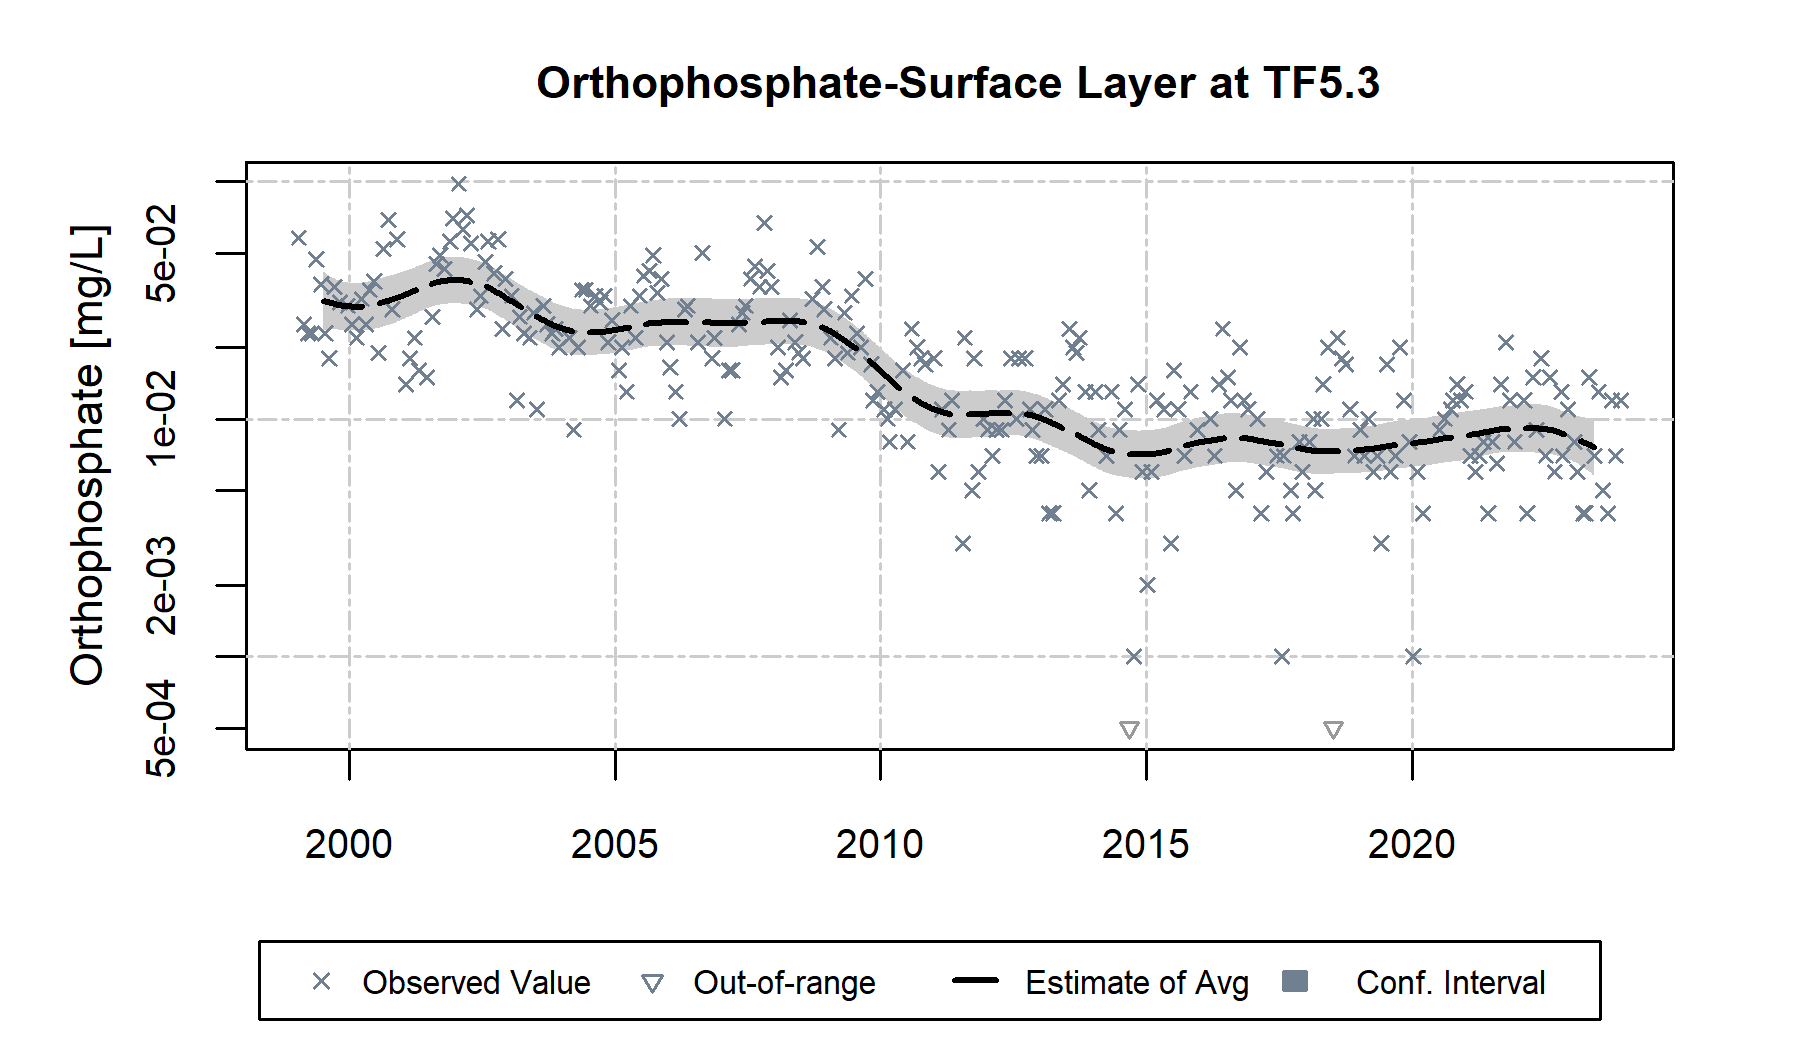 Orthophosphate-Surface Layer at TF5.3
Orthophosphate [mg/L]
5e-02
1e-02
2e-03
5e-04
2000 2005 2010 2015 2020
Observed Value Out-of-range Estimate of Avg Conf. Interval